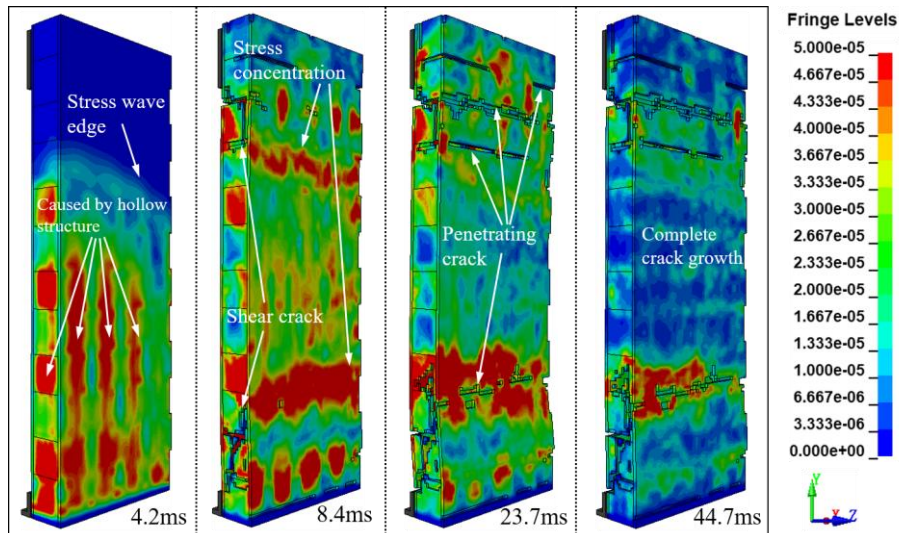 Stress wave
edge
Caused by hollow
structure
4.2ms
Stress
concentration
Shear crack
8.4ms
Penetrating
crack
23.7ms
Complete
crack growth
44.7ms
Fringe Levels
5.000e-05
4.667e-05
4.333e-05
4.000e-05
3.667e-05
3.333e-05
3.000e-05
2.667e-05
2.333e-05
2.000e-05
1.667e-05
1.333e-05
1.000e-05
6.667e-06
3.333e-06
0.000e+00
Y
X Z